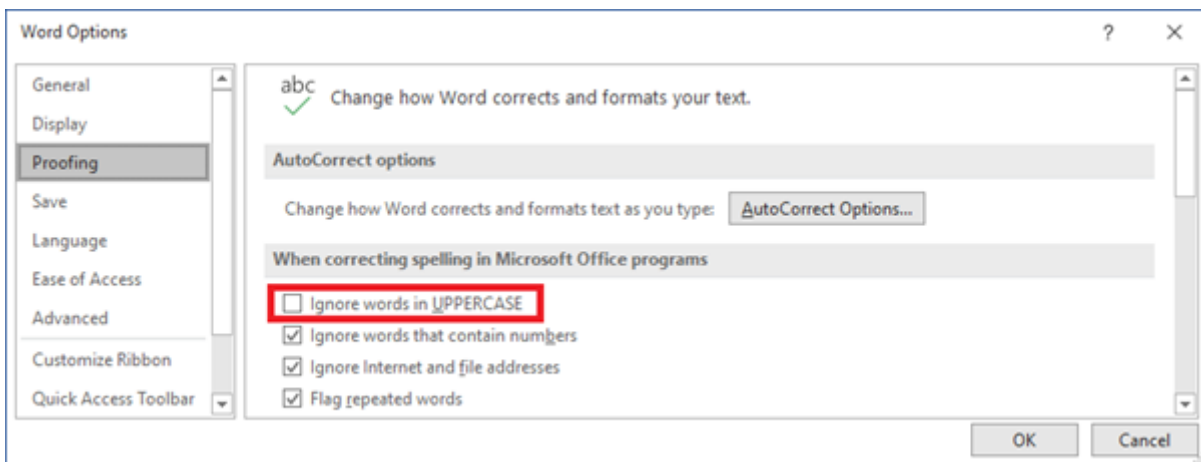 Word Options
?
General
Display
Proofing
Save
Language
Ease of Access
Advanced
Customize Ribbon
Quick Access Toolbar
abc
Change how Word corrects and formats your text.
AutoCorrect options
Change how Word corrects and formats text as you type:
AutoCorrect Options...
When correcting spelling in Microsoft Office programs
Ignore words in UPPERCASE
Ignore words that contain numbers
Ignore Internet and file addresses
Flag repeated words
OK
Cancel